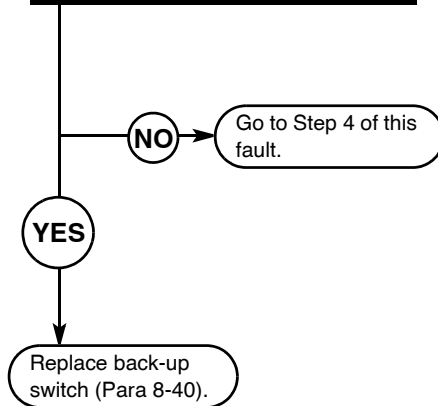 NO
Go to Step 4 of this
fault.
YES
Replace back-up
switch (Para 8-40).